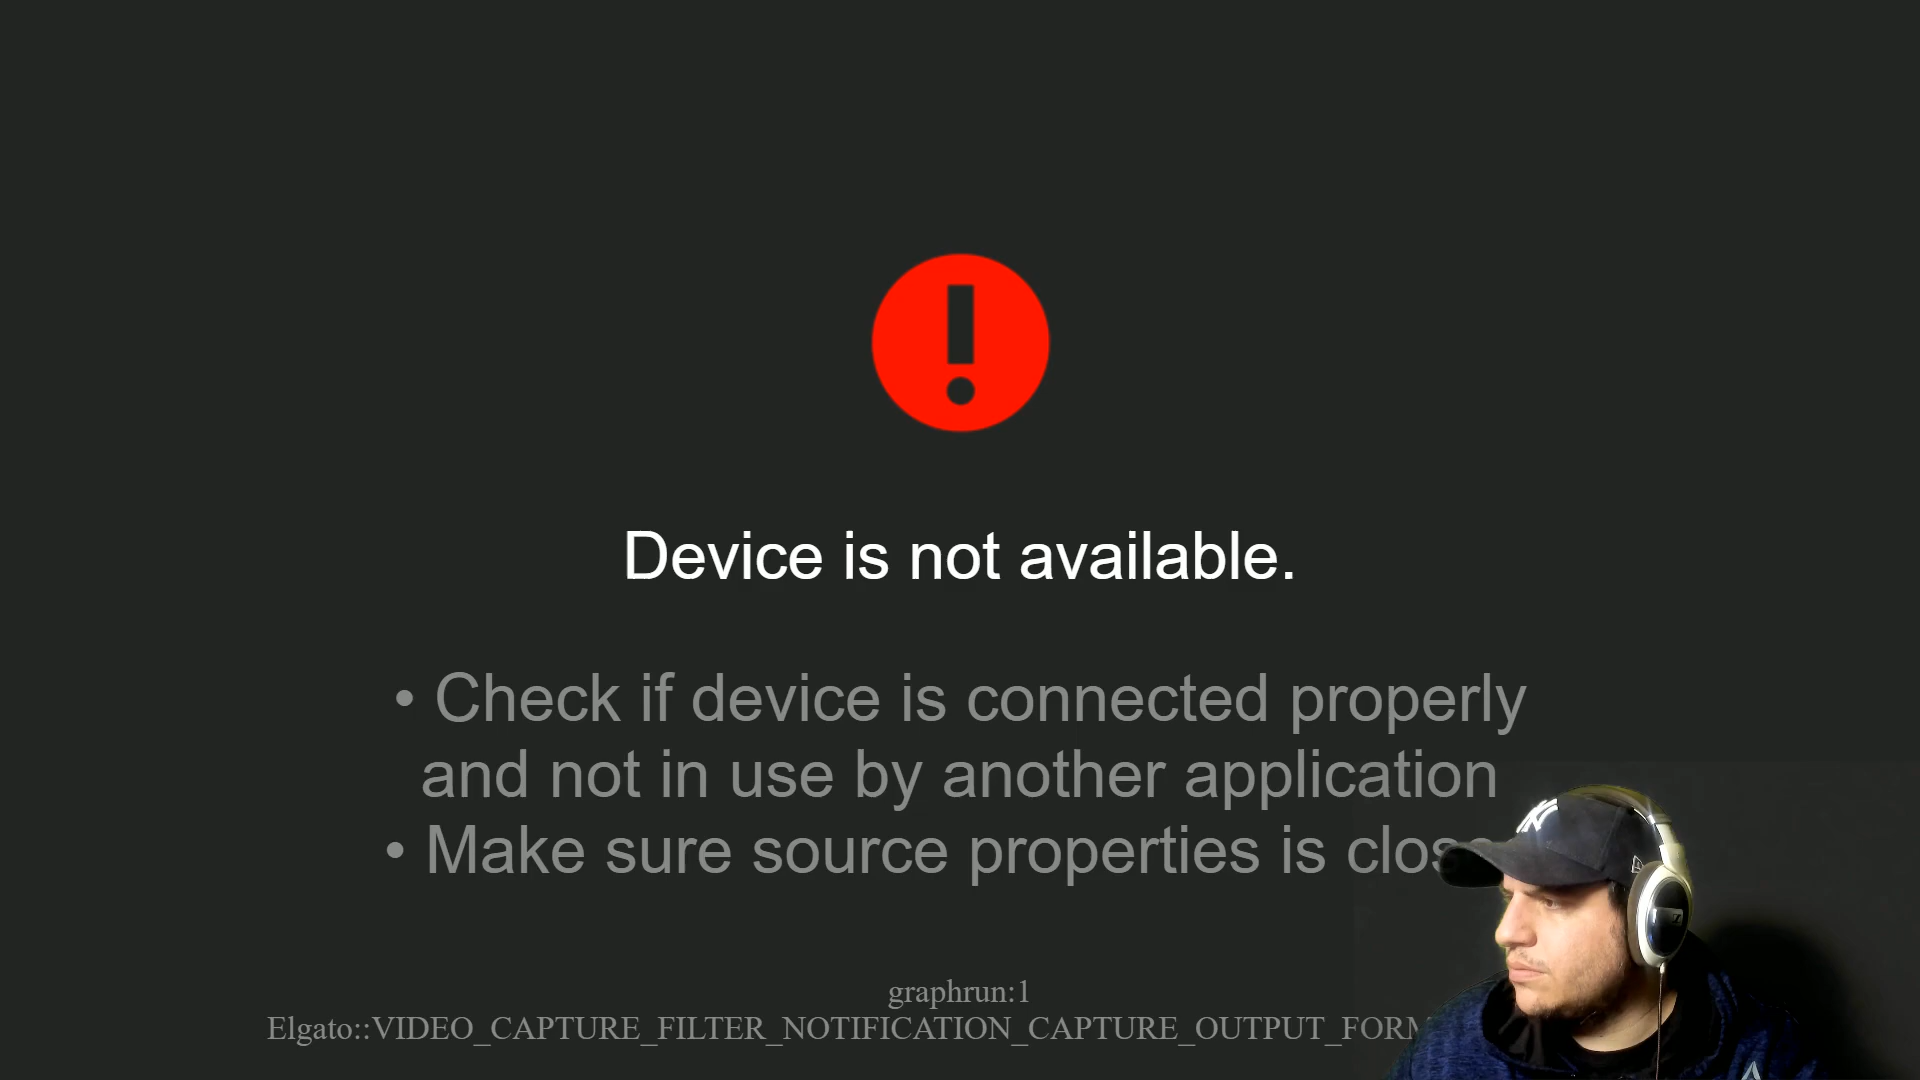 Device is not available.
• Check if device is connected properly
and not in use by another application
• Make sure source properties is
graphrun:1
Elgato::VIDEO_CAPTURE_FILTER_NOTIFICATION_CAPTURE_OUTPUT_FORM
NY